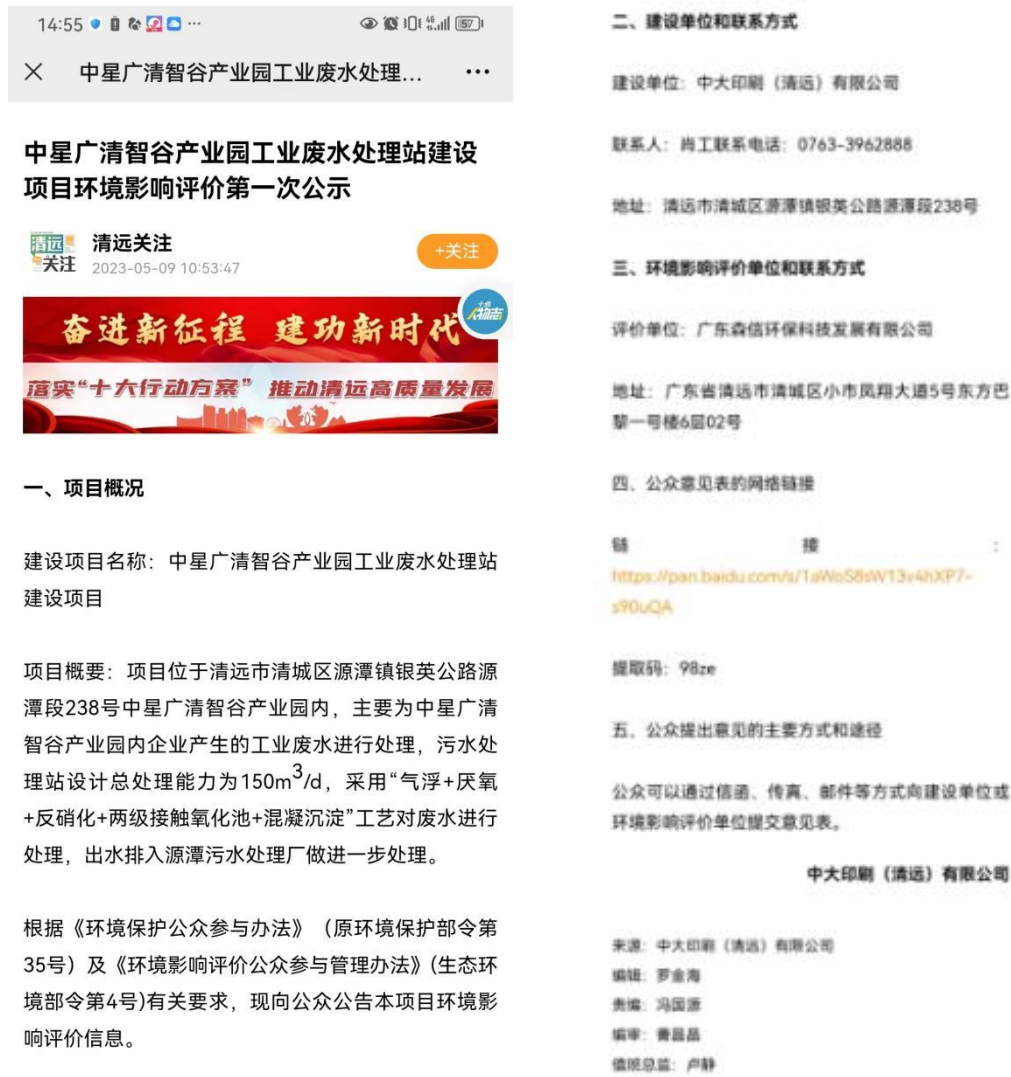 14:55
57
中星广清智谷产业园工业废水处理...
中星广清智谷产业园工业废水处理站建设
项目环境影响评价第一次公示
清远
关注
清远关注
2023-05-09 10:53:47
+关注
奋进新征程 建功新时代
落实“十大行动方案” 推动清远高质量发展
一、项目概况
建设项目名称：中星广清智谷产业园工业废水处理站
建设项目
项目概要：项目位于清远市清城区源潭镇银英公路源
潭段238号中星广清智谷产业园内，主要为中星广清
智谷产业园内企业产生的工业废水进行处理，污水处
理站设计总处理能力为150m³/d，采用“气浮+厌氧
+反硝化+两级接触氧化池+混凝沉淀”工艺对废水进行
处理，出水排入源潭污水处理厂做进一步处理。
根据《环境保护公众参与办法》（原环境保护部令第
35号）及《环境影响评价公众参与管理办法》(生态环
境部令第4号)有关要求，现向公众公告本项目环境影
响评价信息。
二、建设单位和联系方式
建设单位：中大印刷（清远）有限公司
联系人：肖工联系电话：0763-3962888
地址：清远市清城区源潭镇银英公路源潭段238号
三、环境影响评价单位和联系方式
评价单位：广东森信环保科技发展有限公司
地址：广东省清远市清城区小市凤翔大道5号东方巴
黎一号楼6层02号
四、公众意见表的网络链接
链接：
https://pan.baidu.com/s/1aWoS8sW13v4hXP7-
s90uQA
提取码：98ze
五、公众提出意见的主要方式和途径
公众可以通过信函、传真、邮件等方式向建设单位或
环境影响评价单位提交意见表。
中大印刷（清远）有限公司
来源：中大印刷（清远）有限公司
编辑：罗金海
责编：冯国源
编审：曹晶晶
值班总监：卢静